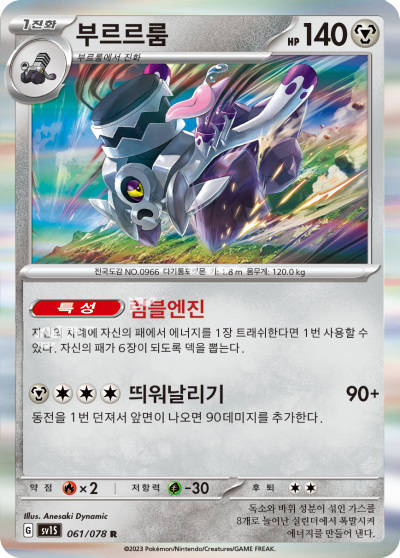 1진화
부르르룸
HP 140
부르룸에서 진화
전국도감 NO.0966 다기통포켓몬 키: 1.8 m 몸무게: 120.0 kg
특성 럼블엔진
자신의 차례에 자신의 패에서 에너지를 1장 트래쉬한다면 1번 사용할 수
있다. 자신의 패가 6장이 되도록 덱을 뽑는다.
띄워날리기 90+
동전을 1번 던져서 앞면이 나오면 90데미지를 추가한다.
약점 ×2 저항력 -30 후퇴
Illus. Anesaki Dynamic
G sv1S 061/078 R
독소와 바위 성분이 섞인 가스를
8개로 늘어난 실린더에서 폭발시켜
에너지를 만들어 낸다.
©2023 Pokémon/Nintendo/Creatures/GAME FREAK.